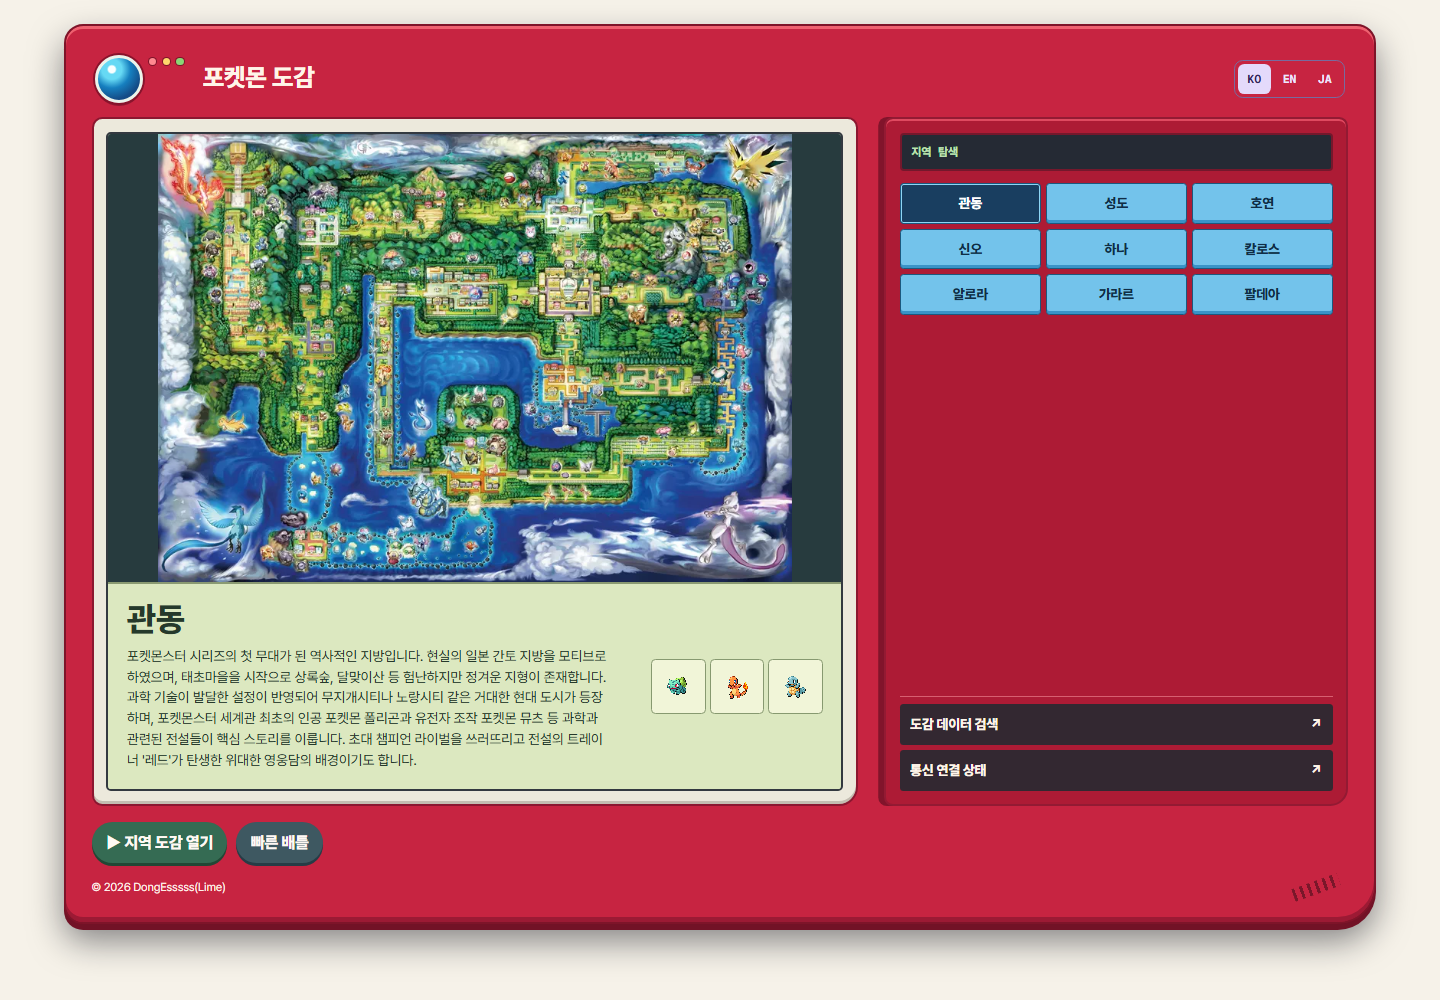 포켓몬 도감
KO EN JA
지역 탐색
관동 성도 호연
신오 하나 칼로스
알로라 가라르 팔데아
관동
포켓몬스터 시리즈의 첫 무대가 된 역사적인 지방입니다. 현실의 일본 간토 지방을 모티브로
하였으며, 태초마을을 시작으로 상록숲, 달맞이산 등 험난하지만 정겨운 지형이 존재합니다.
과학 기술이 발달한 설정이 반영되어 무지개시티나 노랑시티 같은 거대한 현대 도시가 등장
하며, 포켓몬스터 세계관 최초의 인공 포켓몬 폴리곤과 유전자 조작 포켓몬 뮤츠 등 과학과
관련된 전설들이 핵심 스토리를 이룹니다. 초대 챔피언 라이벌을 쓰러뜨리고 전설의 트레이
너 '레드'가 탄생한 위대한 영웅담의 배경이기도 합니다.
도감 데이터 검색 ↗
통신 연결 상태 ↗
▶ 지역 도감 열기 빠른 배틀
© 2026 DongEsssss(Lime)